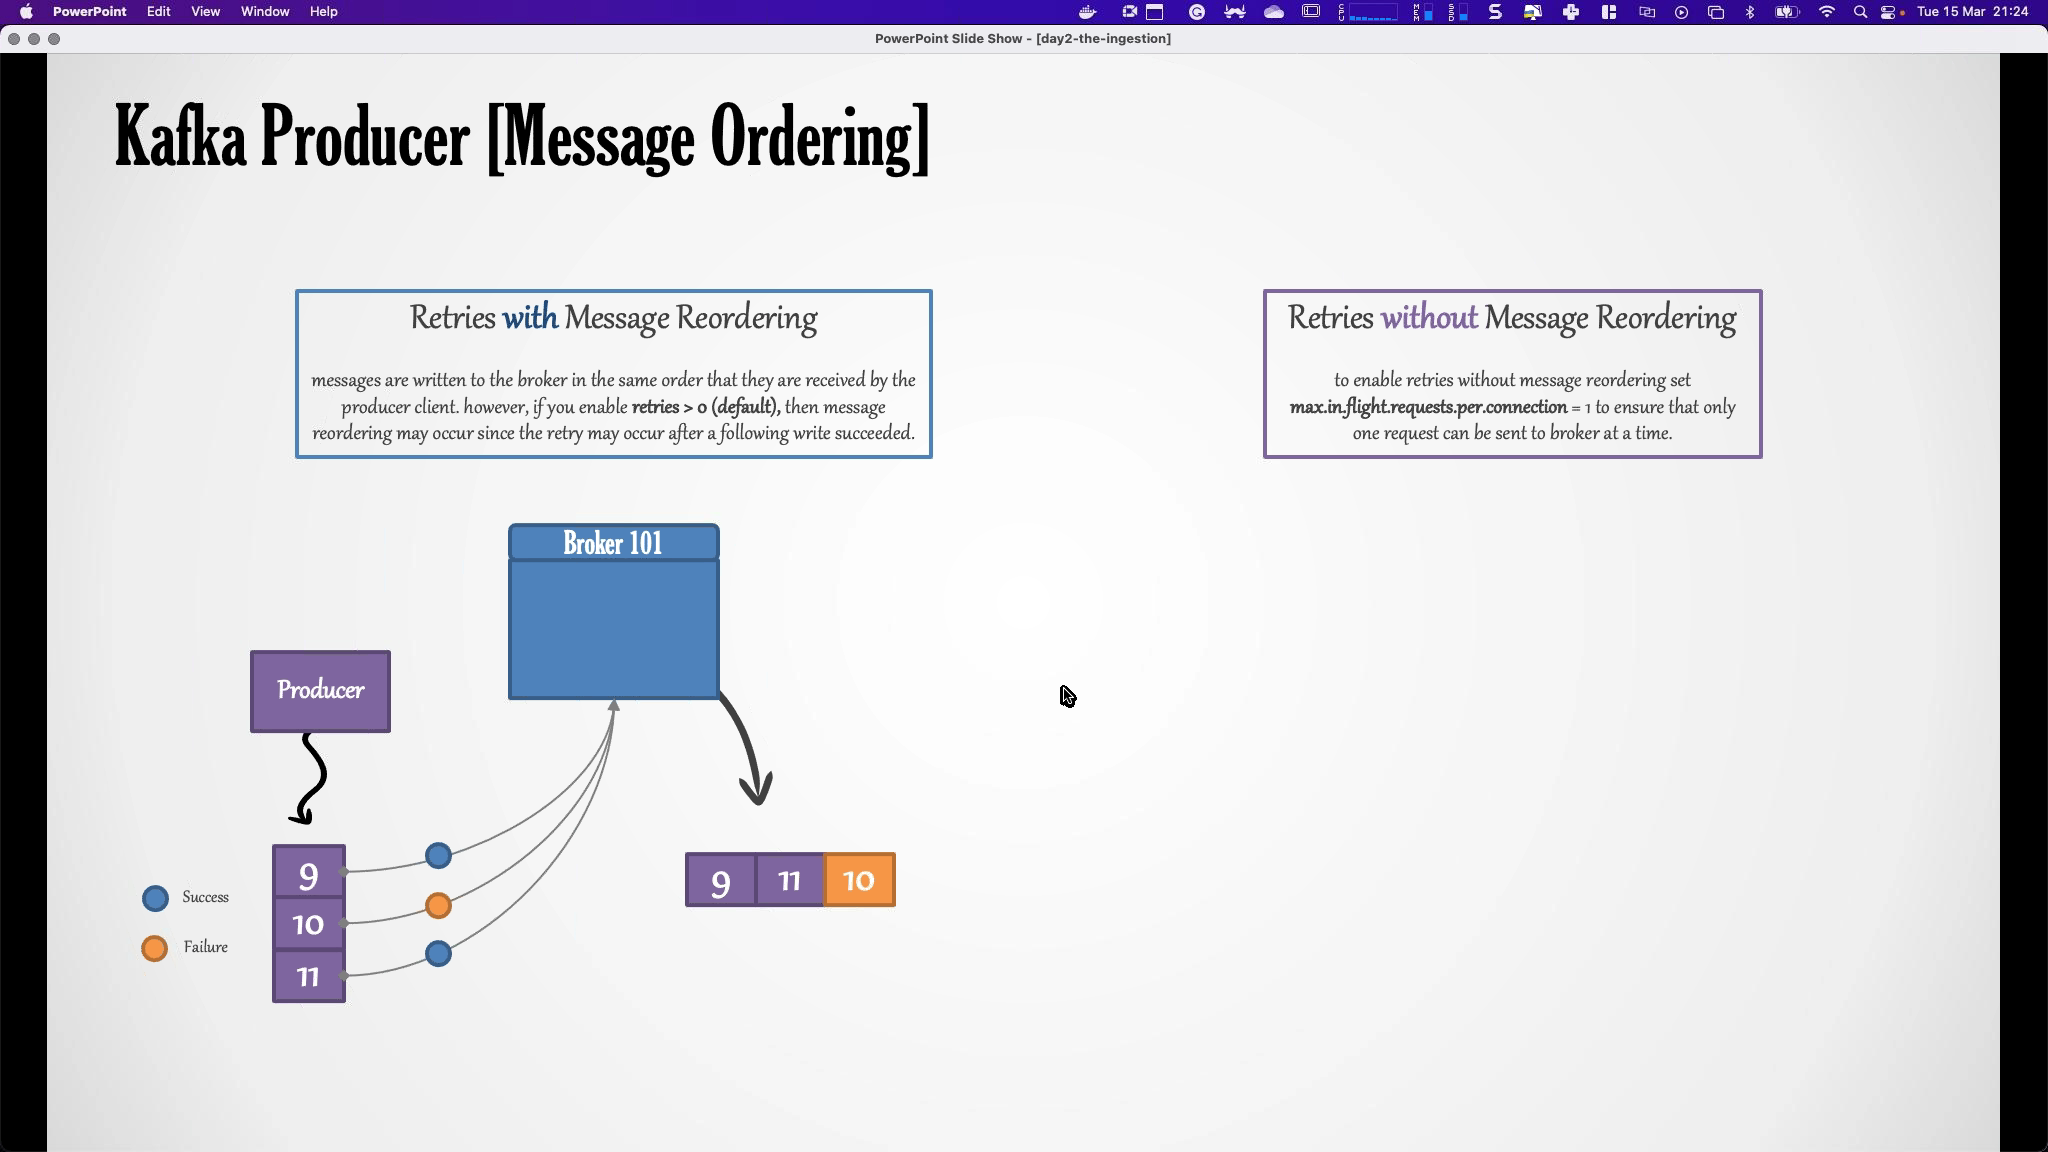 PowerPoint Edit View Window Help
Tue 15 Mar 21:24
PowerPoint Slide Show - [day2-the-ingestion]
Kafka Producer [Message Ordering]
Retries with Message Reordering
messages are written to the broker in the same order that they are received by the
producer client. however, if you enable retries > 0 (default), then message
reordering may occur since the retry may occur after a following write succeeded.
Retries without Message Reordering
to enable retries without message reordering set
max.in.flight.requests.per.connection = 1 to ensure that only
one request can be sent to broker at a time.
Broker 101
Producer
9
10
11
Success
Failure
9 11 10